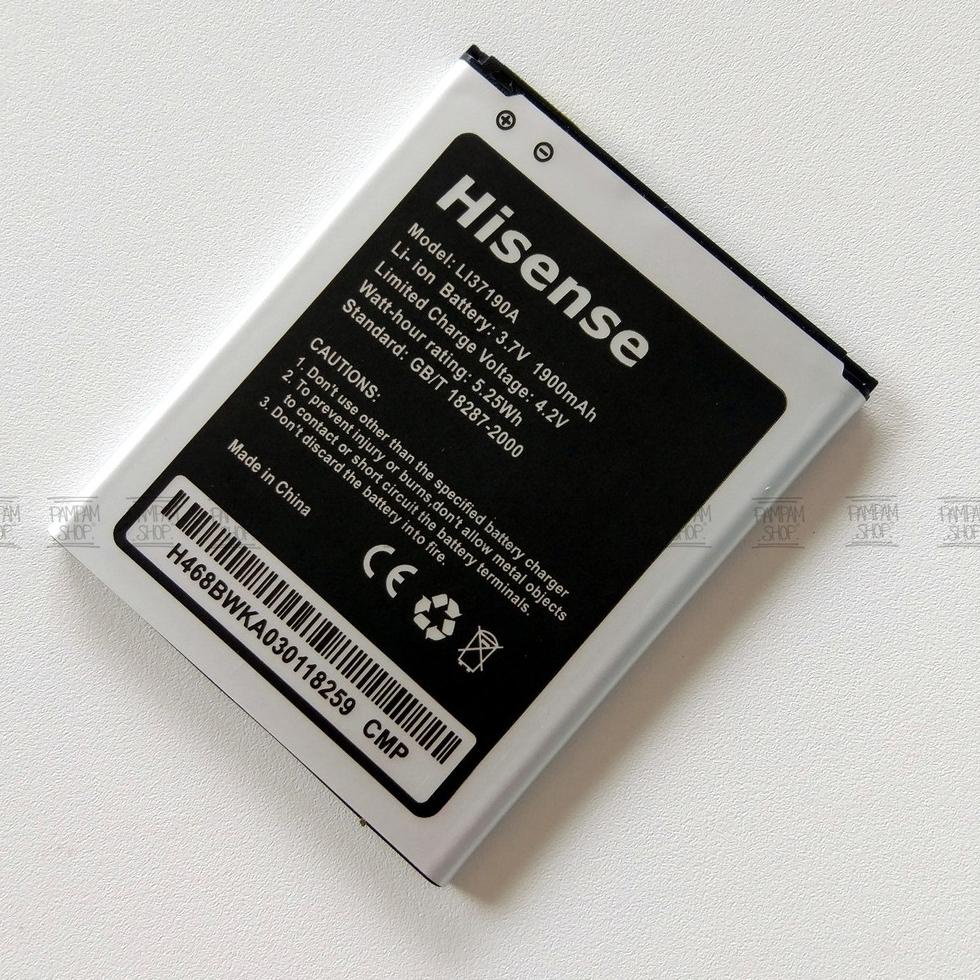 Hisense
Model: LI37190A
Li- ion Battery: 3.7V 1900mAh
Limited Charge Voltage: 4.2V
Watt-hour rating: 5.25Wh
Standard: GB/T 18287-2000
CAUTIONS:
1. Don't use other than the specified battery charger
2. To prevent injury or burns,don't allow metal objects
to contact or short circuit the battery terminals.
3. Don't discard the battery in to fire.
Made in China
CE
H468BWKA030118259 CMP
PAMPAM SHOP